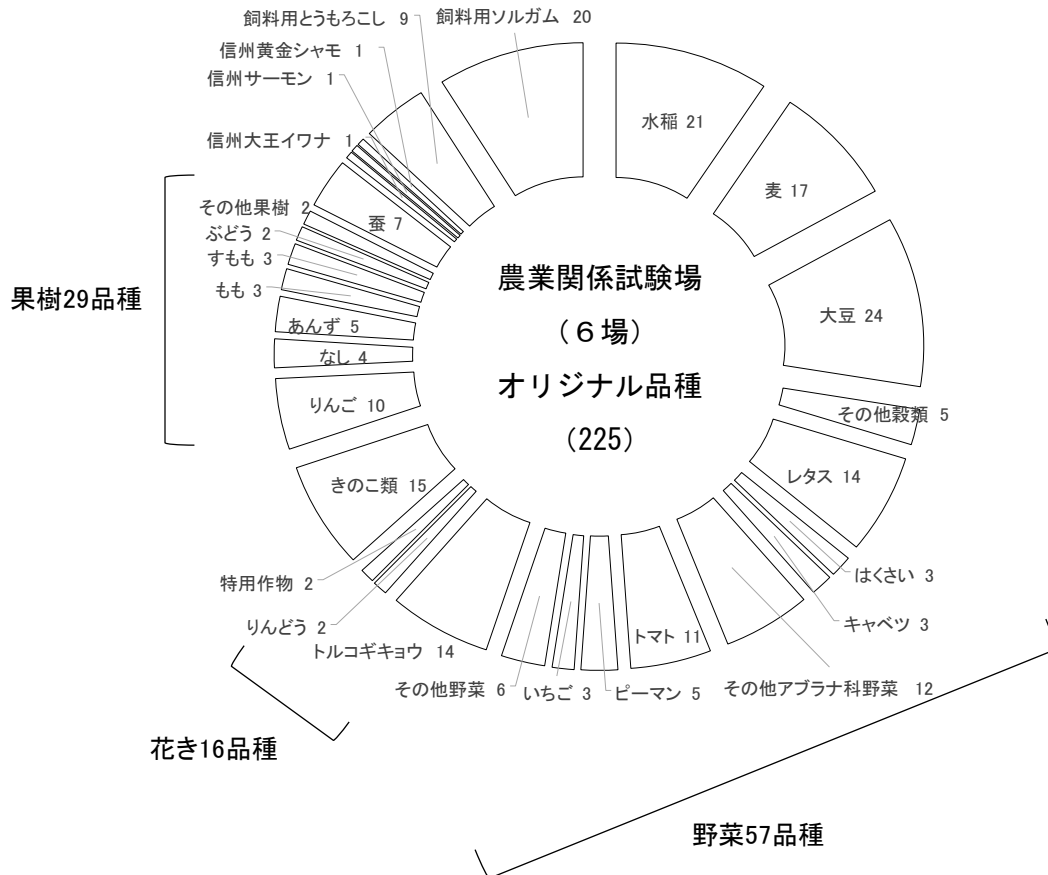 飼料用とうもろこし 9
飼料用ソルガム 20
信州黄金シャモ 1
信州サーモン 1
信州大王イワナ 1
水稲 21
麦 17
大豆 24
その他穀類 5
レタス 14
はくさい 3
キャベツ 3
その他アブラナ科野菜 12
トマト 11
ピーマン 5
いちご 3
その他野菜 6
トルコギキョウ 14
りんどう 2
特用作物 2
きのこ類 15
りんご 10
なし 4
あんず 5
もも 3
すもも 3
ぶどう 2
その他果樹 2
蚕 7
農業関係試験場
（６場）
オリジナル品種
（225）
果樹29品種
花き16品種
野菜57品種